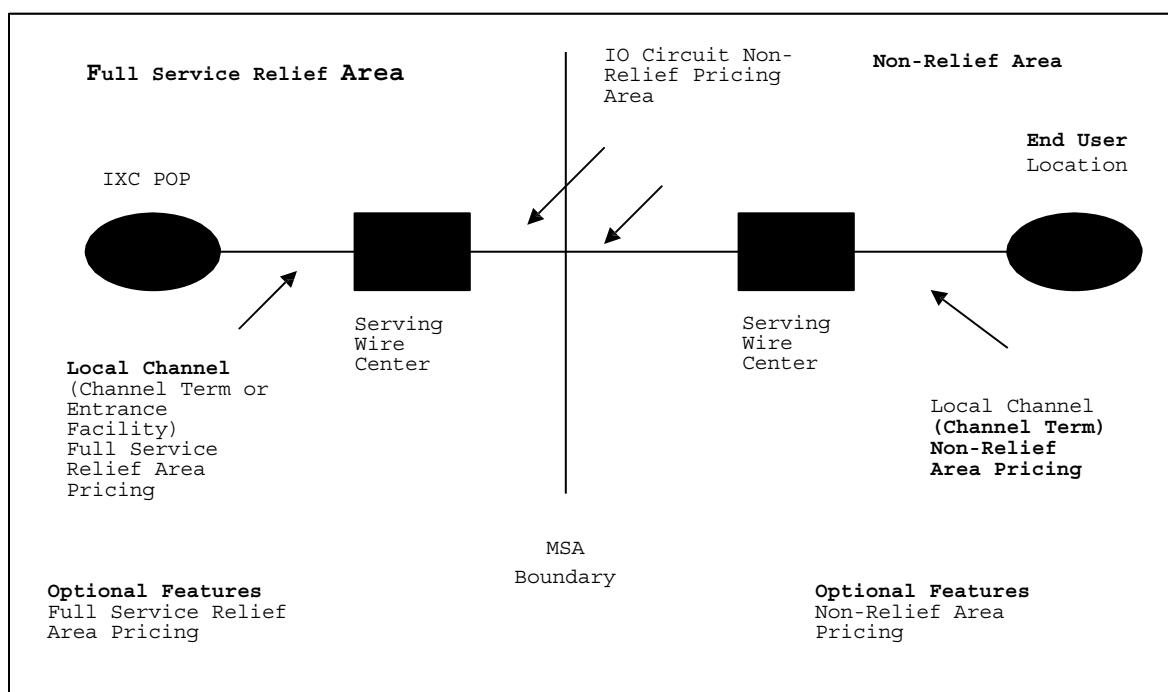 Full Service Relief Area
IO Circuit Non-
Relief Pricing
Area
Non-Relief Area
End User
Location
IXC POP
Serving
Wire
Center
Serving
Wire
Center
Local Channel
(Channel Term or
Entrance
Facility)
Full Service
Relief Area
Pricing
Local Channel
(Channel Term)
Non-Relief
Area Pricing
MSA
Boundary
Optional Features
Full Service Relief
Area Pricing
Optional Features
Non-Relief Area
Pricing